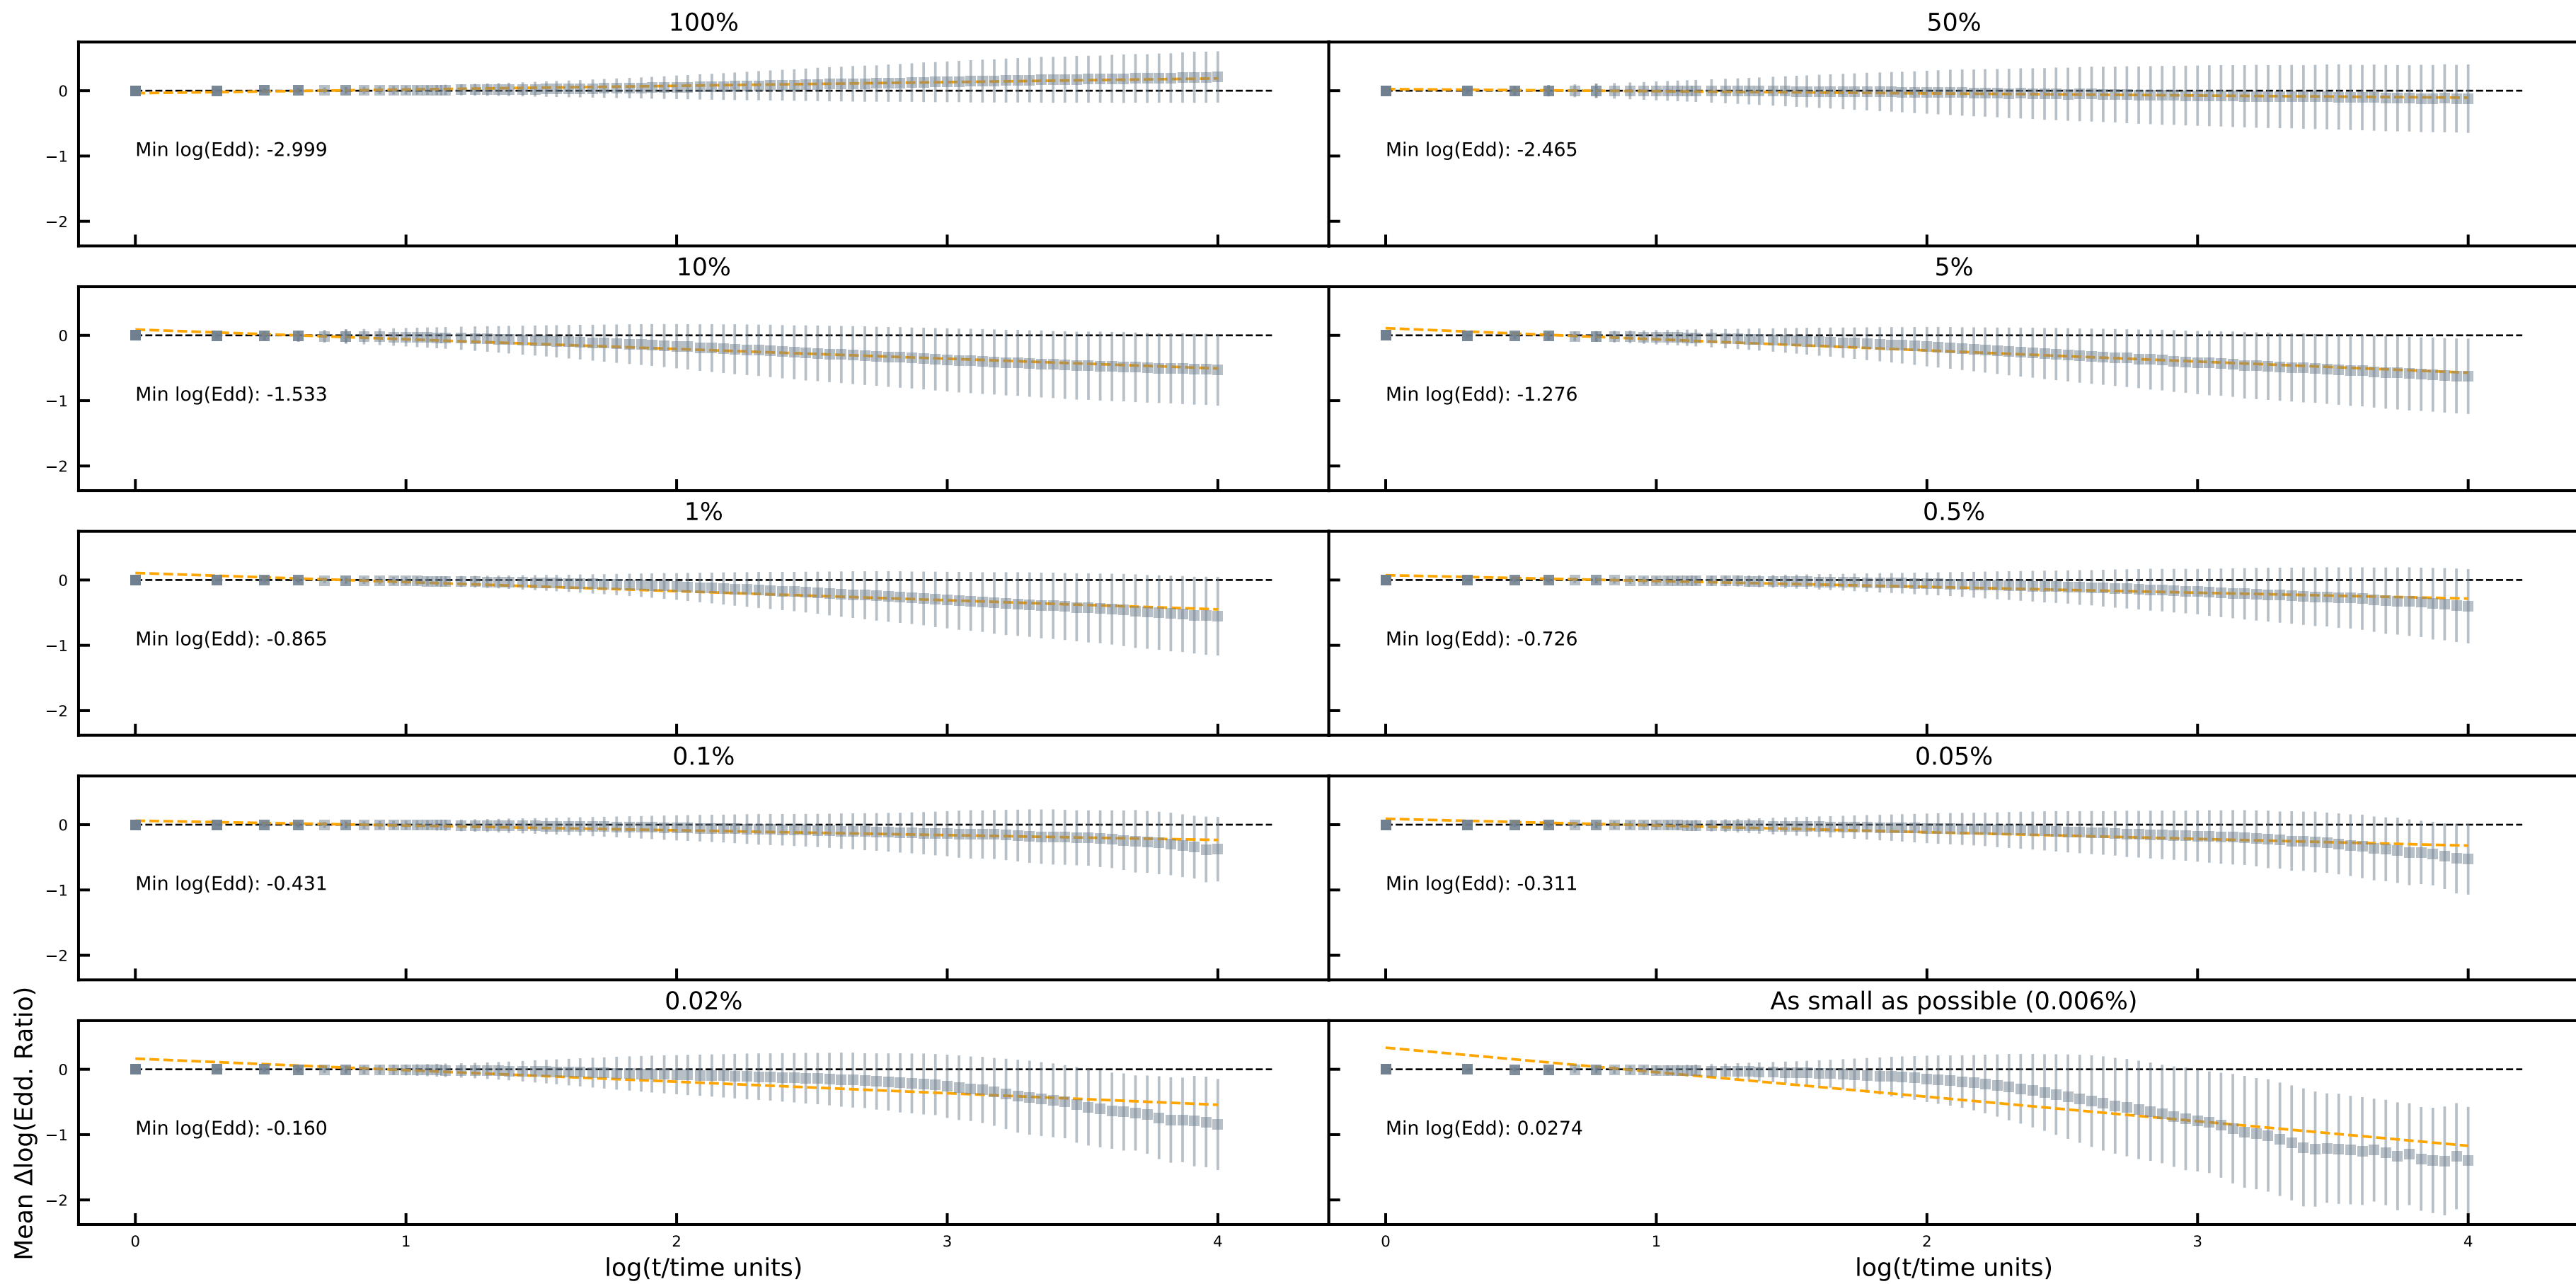 100%
50%
0
−1
−2
Min log(Edd): -2.999
Min log(Edd): -2.465
10%
5%
0
−1
−2
Min log(Edd): -1.533
Min log(Edd): -1.276
1%
0.5%
0
−1
−2
Min log(Edd): -0.865
Min log(Edd): -0.726
0.1%
0.05%
0
−1
−2
Min log(Edd): -0.431
Min log(Edd): -0.311
0.02%
As small as possible (0.006%)
0
−1
−2
Min log(Edd): -0.160
Min log(Edd): 0.0274
Mean Δlog(Edd. Ratio)
0 1 2 3 4
0 1 2 3 4
log(t/time units)
log(t/time units)